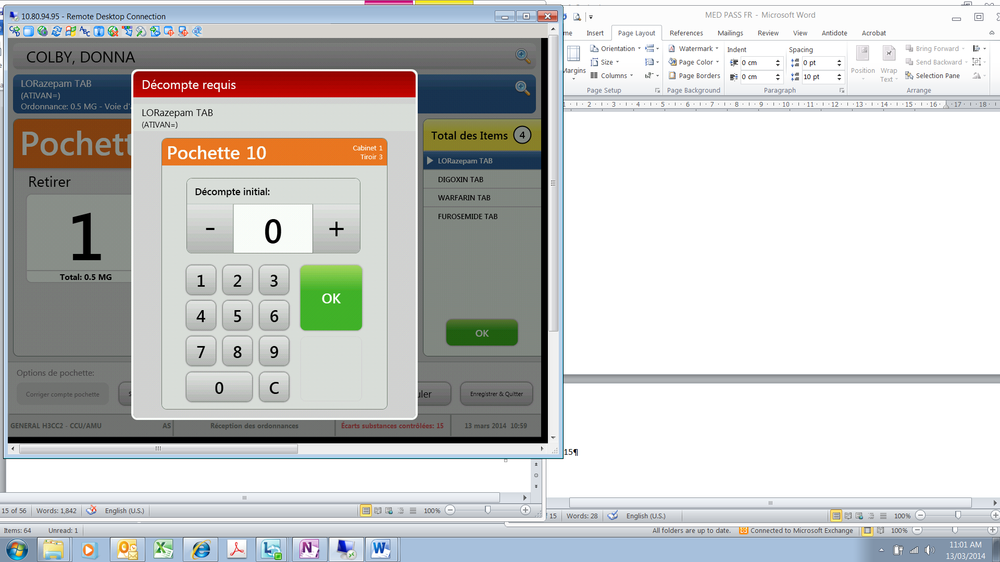 10.80.94.95 - Remote Desktop Connection
COLBY, DONNA
LORazepam TAB
(ATIVAN=)
Ordonnance: 0.5 MG - Voie d'
Pochett
Retirer
1
Total: 0.5 MG
Options de pochette:
Corriger compte pochette
Décompte requis
LORazepam TAB
(ATIVAN=)
Pochette 10
Cabinet 1
Tiroir 3
Décompte initial:
- 0 +
1 2 3
OK
4 5 6
7 8 9
0 C
Total des Items 4
LORazepam TAB
DIGOXIN TAB
WARFARIN TAB
FUROSEMIDE TAB
OK
uler
Enregistrer & Quitter
GENERAL H3CC2 - CCU/AMU AS
Réception des ordonnances
Écarts substances contrôlées: 15
13 mars 2014 10:59
MED PASS FR - Microsoft Word
me Insert Page Layout References Mailings Review View Antidote Acrobat
Margins
Orientation
Size
Columns
Page Setup
Watermark
Page Color
Page Borders
Page Background
Indent
0 cm
0 cm
Spacing
0 pt
10 pt
Paragraph
Position
Wrap
Text
Bring Forward
Send Backward
Selection Pane
Arrange
1 2 3 4 5 6 7 8 9 10 11 12 13 14 15 16 17 18
15¶
15 of 56 Words: 1,842 English (U.S.) 100%
f 15 Words: 28 English (U.S.) 100%
Items: 64 Unread: 1
All folders are up to date. Connected to Microsoft Exchange 100%
11:01 AM
13/03/2014